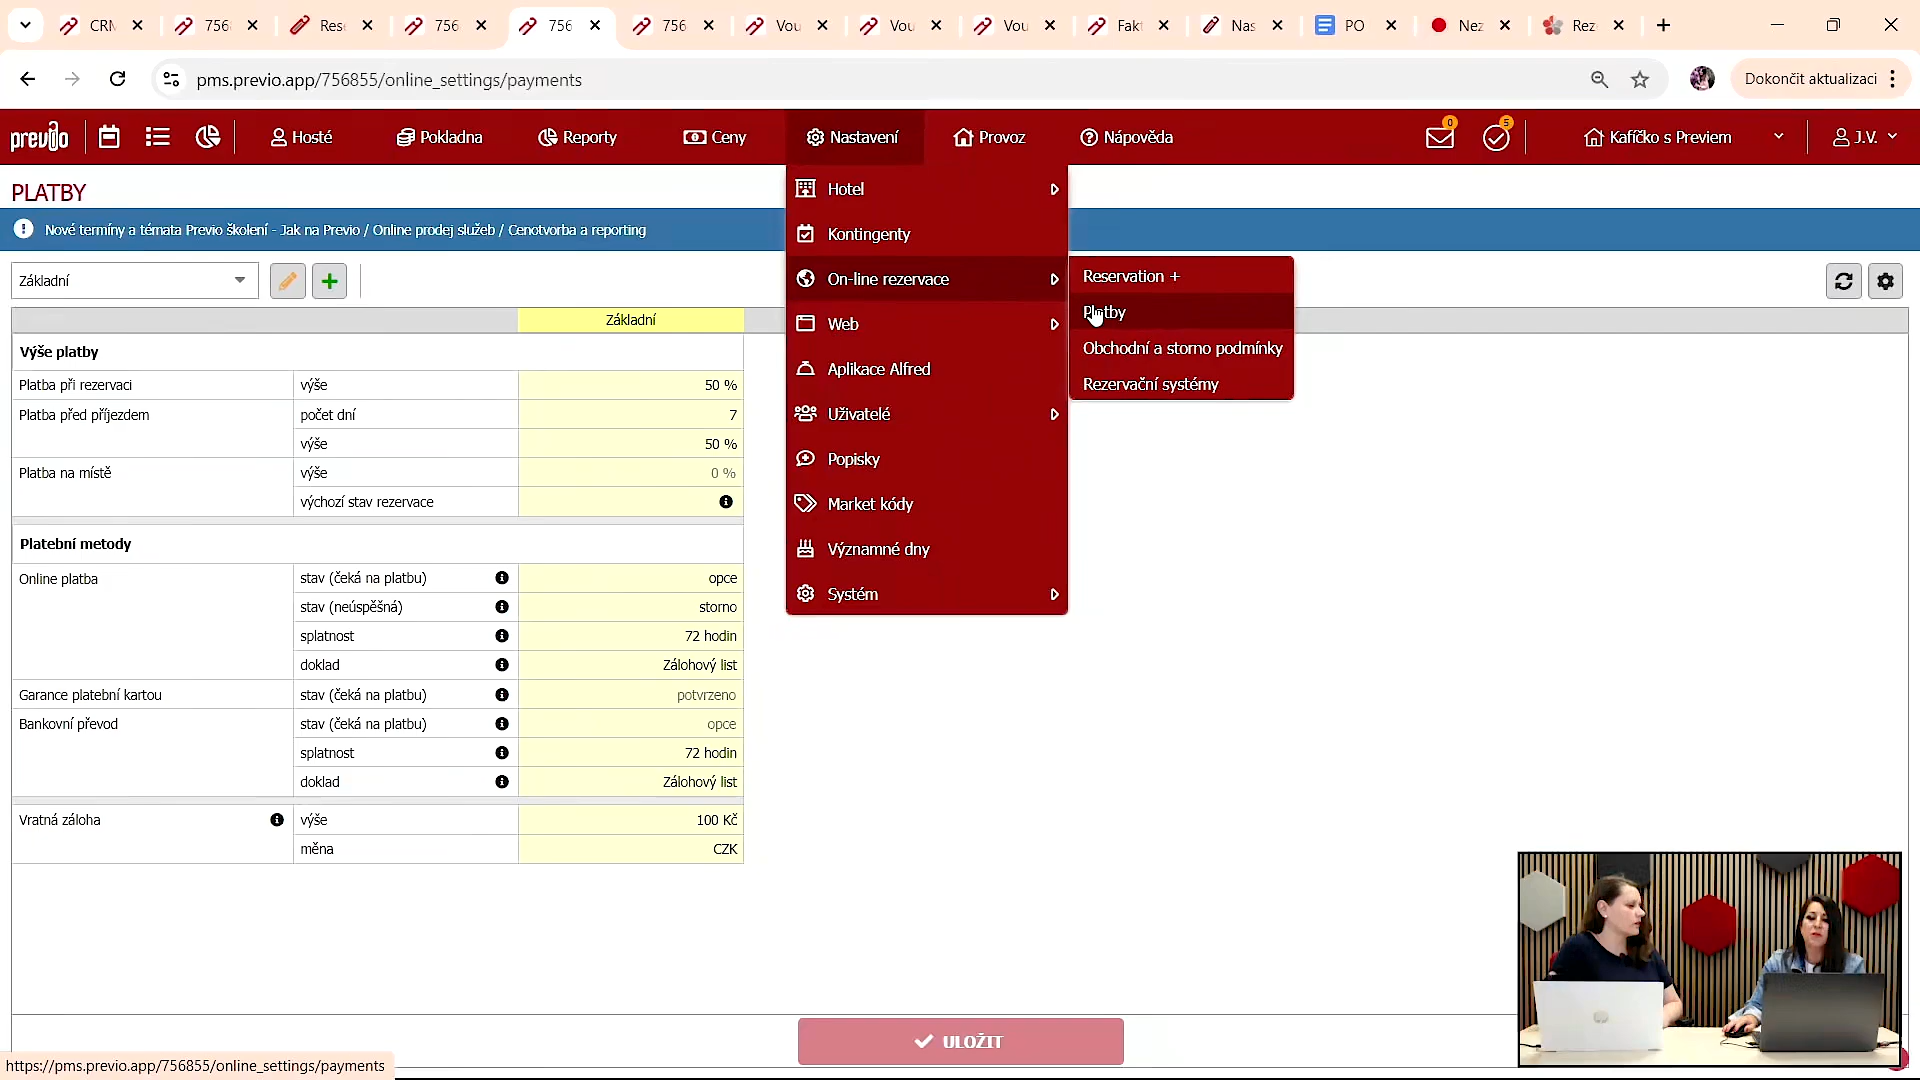 CRM
756
Rese
756
756
756
Vou
Vou
Vou
Fakt
Nas
PO
Nez
Rez
pms.previo.app/756855/online_settings/payments
Dokončit aktualizaci
previo
Hosté
Pokladna
Reporty
Ceny
Nastavení
Provoz
Nápověda
0
5
Kafíčko s Previem
J.V.
PLATBY
Nové termíny a témata Previo školení - Jak na Previo / Online prodej služeb / Cenotvorba a reporting
Hotel
Kontingenty
On-line rezervace
Web
Aplikace Alfred
Uživatelé
Popisky
Market kódy
Významné dny
Systém
Reservation +
Platby
Obchodní a storno podmínky
Rezervační systémy
Základní
Základní
Výše platby
Platba při rezervaci výše 50 %
Platba před příjezdem počet dní 7
výše 50 %
Platba na místě výše 0 %
výchozí stav rezervace
Platební metody
Online platba stav (čeká na platbu) opce
stav (neúspěšná) storno
splatnost 72 hodin
doklad Zálohový list
Garance platební kartou stav (čeká na platbu) potvrzeno
Bankovní převod stav (čeká na platbu) opce
splatnost 72 hodin
doklad Zálohový list
Vratná záloha výše 100 Kč
měna CZK
ULOŽIT
https://pms.previo.app/756855/online_settings/payments